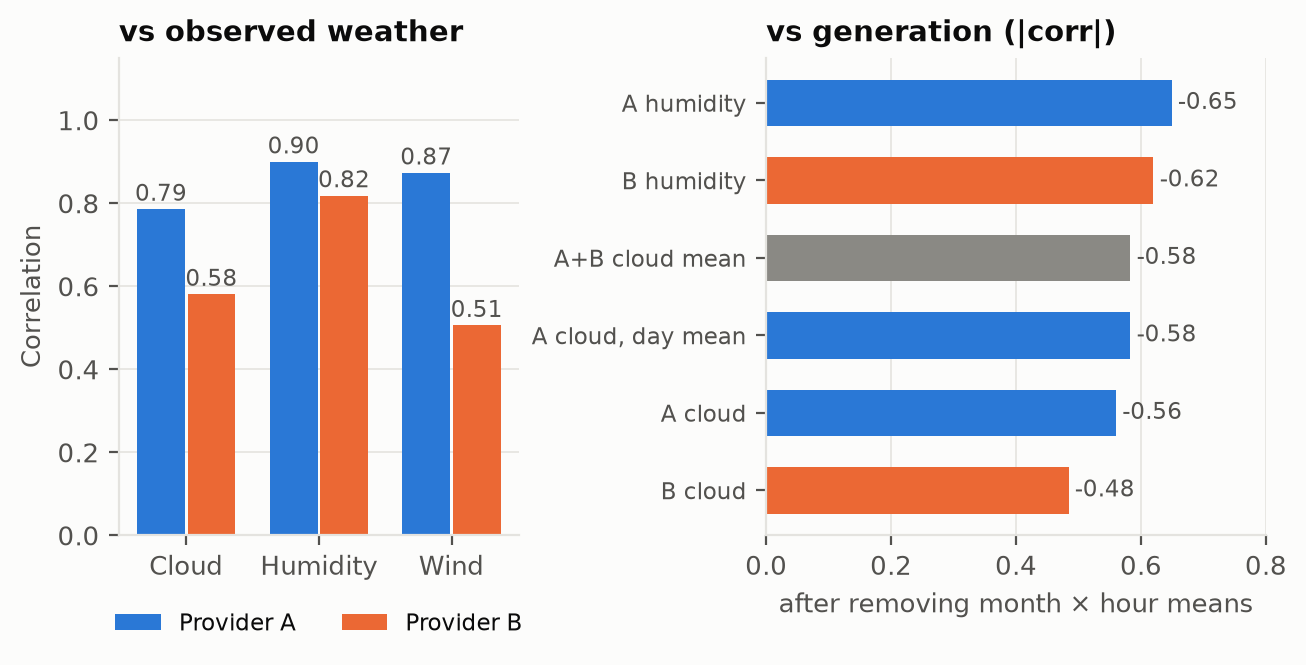 vs observed weather
Correlation
1.0
0.8
0.6
0.4
0.2
0.0
0.79
0.58
0.90
0.82
0.87
0.51
Cloud Humidity Wind
Provider A Provider B
vs generation (|corr|)
A humidity -0.65
B humidity -0.62
A+B cloud mean -0.58
A cloud, day mean -0.58
A cloud -0.56
B cloud -0.48
0.0 0.2 0.4 0.6 0.8
after removing month × hour means